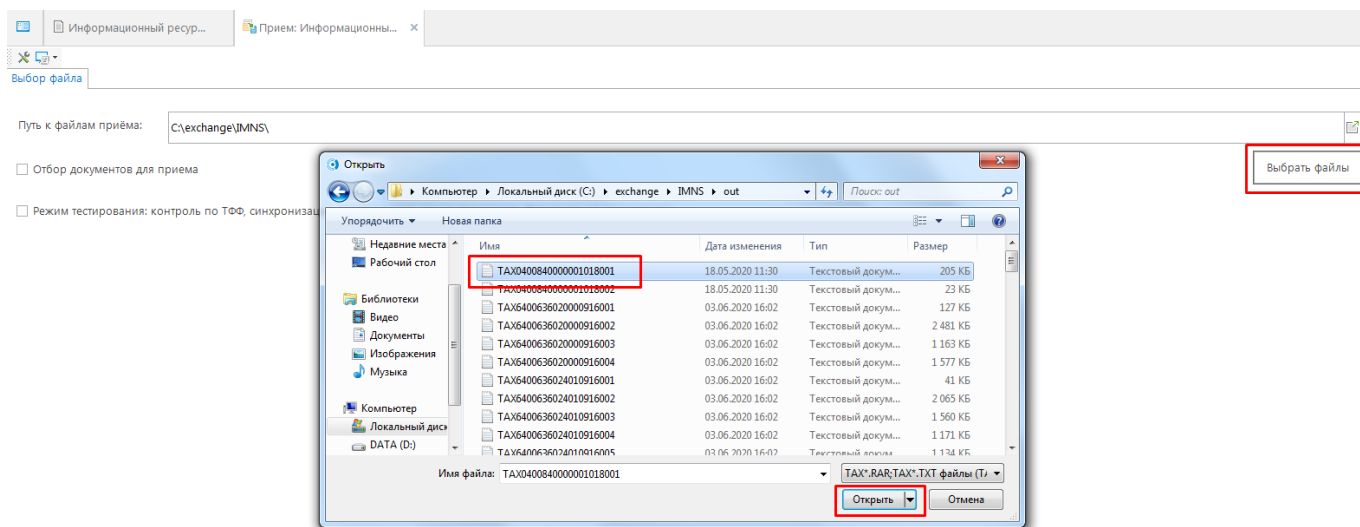 Информационный ресур...
Прием: Информационны...
Выбор файла
Путь к файлам приёма:
C:\exchange\IMNS\
Отбор документов для приема
Выбрать файлы
Режим тестирования: контроль по ТФФ, синхронизац
Открыть
Компьютер ▸ Локальный диск (C:) ▸ exchange ▸ IMNS ▸ out
Поиск: out
Упорядочить
Новая папка
Недавние места
Рабочий стол
Библиотеки
Видео
Документы
Изображения
Музыка
Компьютер
Локальный диск
DATA (D:)
Имя Дата изменения Тип Размер
TAX0400840000001018001 18.05.2020 11:30 Текстовый докум... 205 КБ
TAX0400840000001018002 18.05.2020 11:30 Текстовый докум... 23 КБ
TAX6400636020000916001 03.06.2020 16:02 Текстовый докум... 127 КБ
TAX6400636020000916002 03.06.2020 16:02 Текстовый докум... 2 481 КБ
TAX6400636020000916003 03.06.2020 16:02 Текстовый докум... 1 163 КБ
TAX6400636020000916004 03.06.2020 16:02 Текстовый докум... 1 577 КБ
TAX6400636024010916001 03.06.2020 16:02 Текстовый докум... 41 КБ
TAX6400636024010916002 03.06.2020 16:02 Текстовый докум... 2 065 КБ
TAX6400636024010916003 03.06.2020 16:02 Текстовый докум... 1 560 КБ
TAX6400636024010916004 03.06.2020 16:02 Текстовый докум... 1 171 КБ
TAX6400636024010916005 03.06.2020 16:02 Текстовый докум... 1 134 КБ
Имя файла: TAX0400840000001018001
TAX*.RAR;TAX*.TXT файлы (TA
Открыть
Отмена